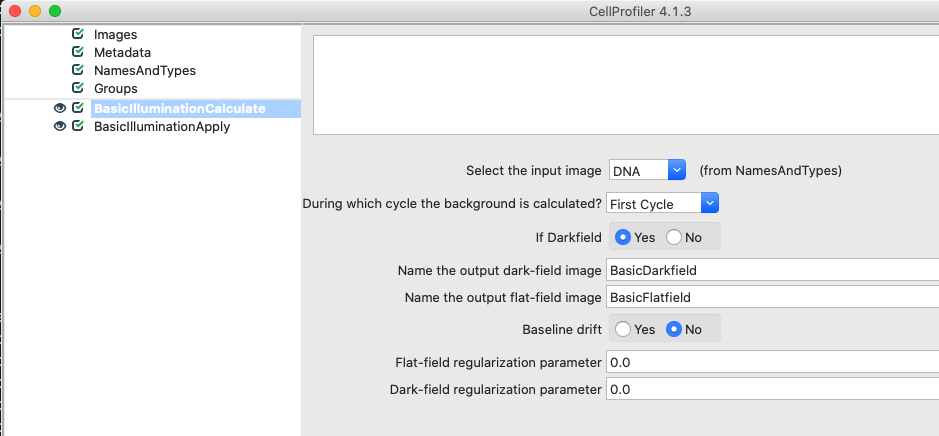 CellProfiler 4.1.3
Images
Metadata
NamesAndTypes
Groups
BasicIlluminationCalculate
BasicIlluminationApply
Select the input image DNA (from NamesAndTypes)
During which cycle the background is calculated? First Cycle
If Darkfield Yes No
Name the output dark-field image BasicDarkfield
Name the output flat-field image BasicFlatfield
Baseline drift Yes No
Flat-field regularization parameter 0.0
Dark-field regularization parameter 0.0